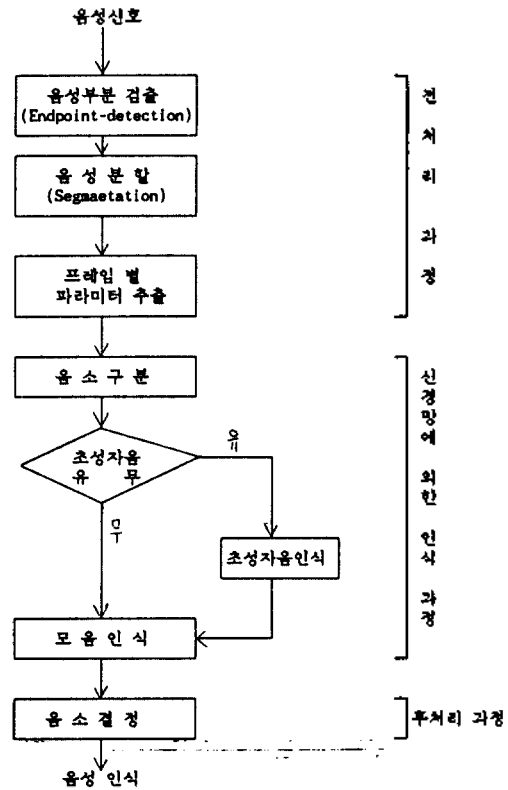 음성신호
음성부분 검출
(Endpoint-detection)
음 성 분 할
(Segmaetation)
프레임 별
파라미터 추출
전 처 리 과 정
음 소 구 분
초성자음
유 무
유
무
초성자음인식
모 음 인 식
신경망에 의한 인식 과정
음 소 결 정
후처리 과정
음성 인식